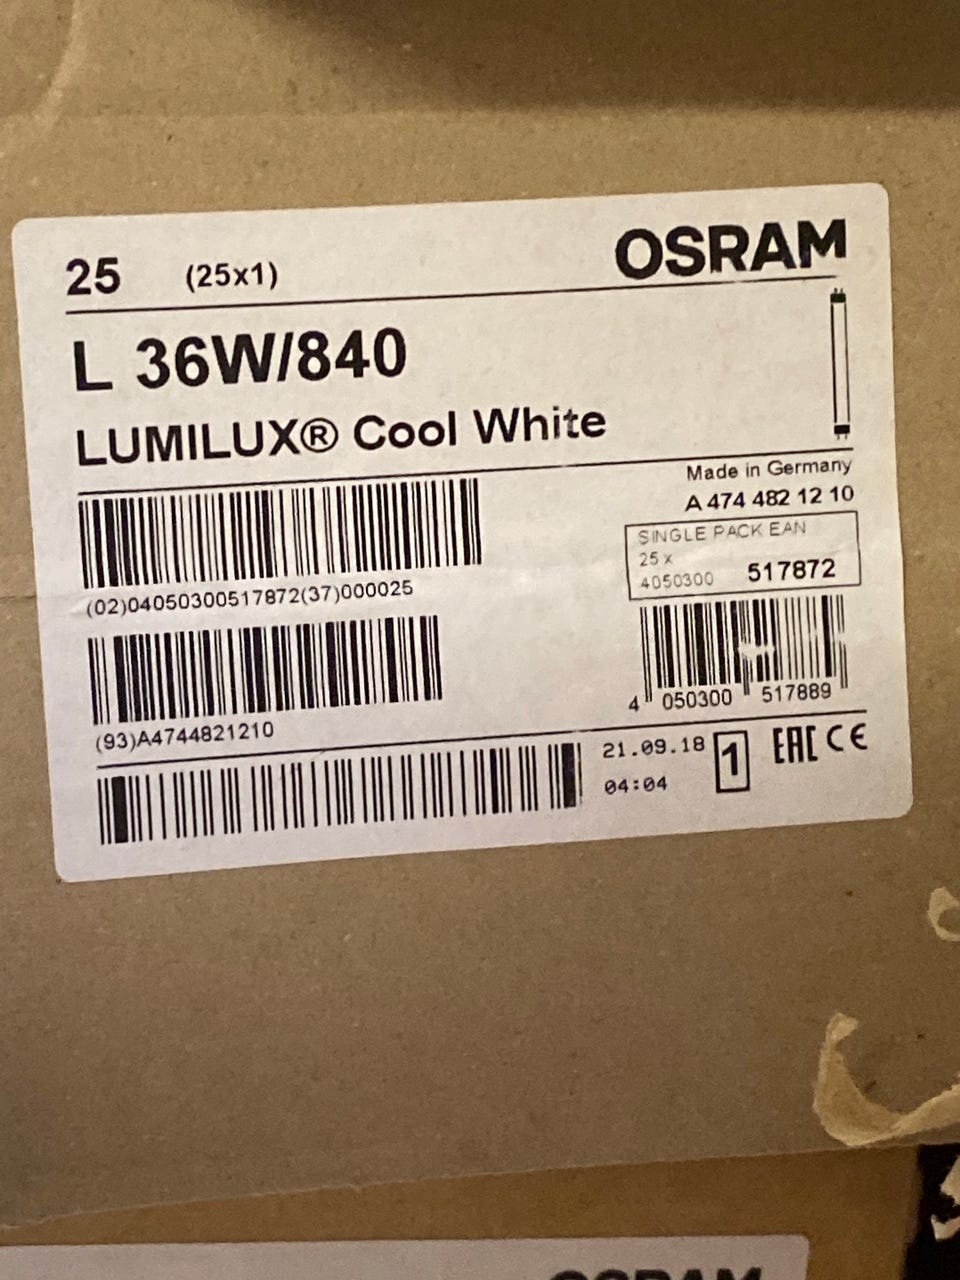 25 (25x1) OSRAM
L 36W/840
LUMILUX® Cool White
Made in Germany
A 474 482 12 10
SINGLE PACK EAN
25 x
4050300 517872
(02)04050300517872(37)000025
4 050300 517889
(93)A4744821210
21.09.18 1 EAC CE
04:04
OSRAM